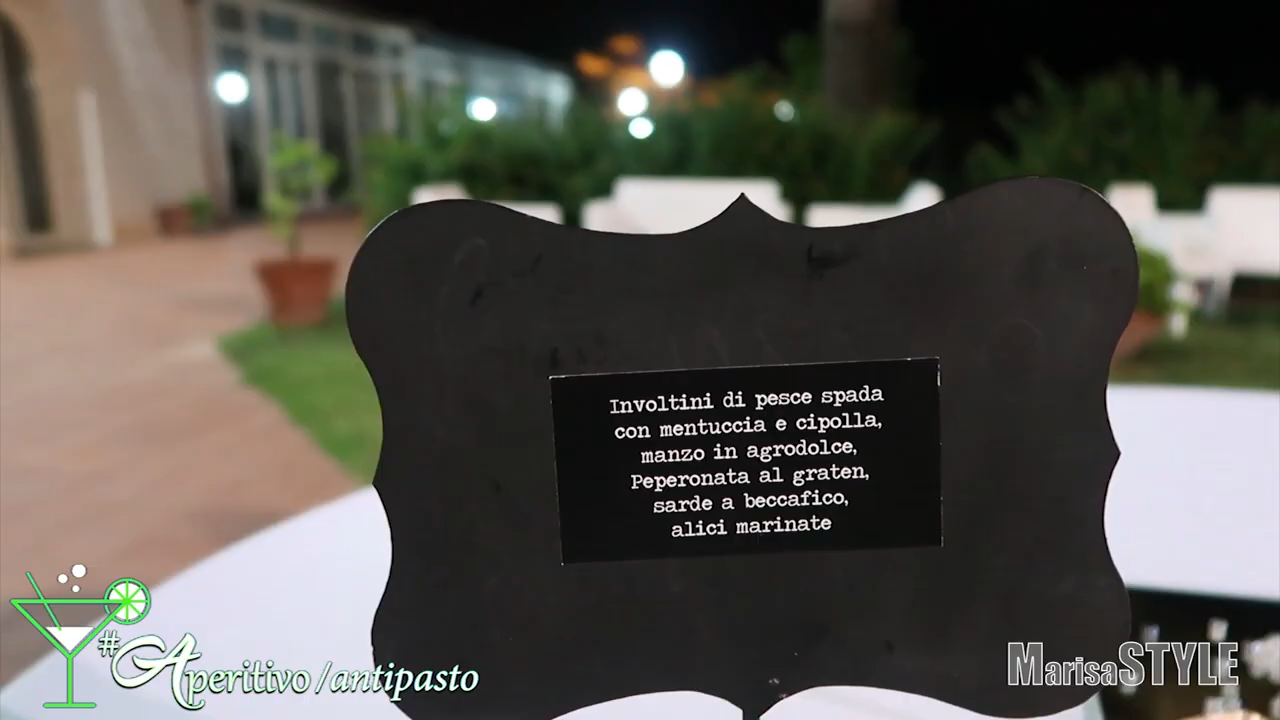 Involtini di pesce spada
con mentuccia e cipolla,
manzo in agrodolce,
Peperonata al graten,
sarde a beccafico,
alici marinate
#Aperitivo/antipasto
MarisaSTYLE